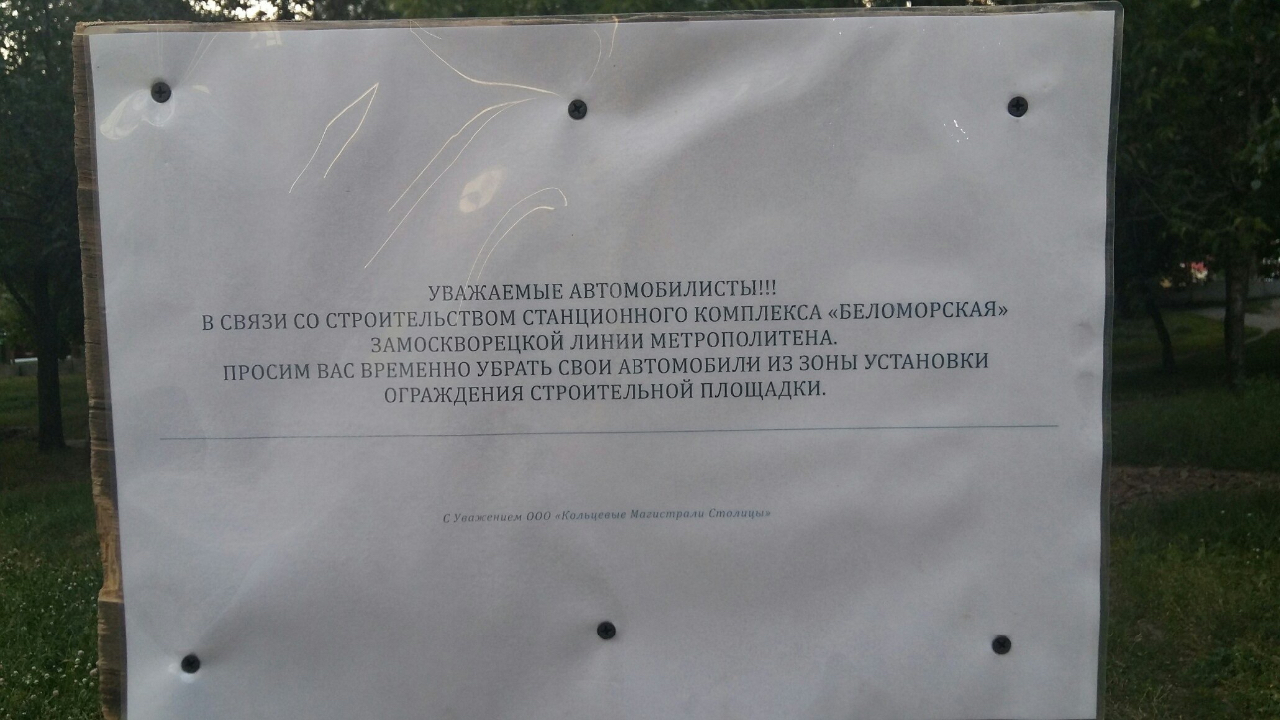 УВАЖАЕМЫЕ АВТОМОБИЛИСТЫ!!!
В СВЯЗИ СО СТРОИТЕЛЬСТВОМ СТАНЦИОННОГО КОМПЛЕКСА «БЕЛОМОРСКАЯ»
ЗАМОСКВОРЕЦКОЙ ЛИНИИ МЕТРОПОЛИТЕНА.
ПРОСИМ ВАС ВРЕМЕННО УБРАТЬ СВОИ АВТОМОБИЛИ ИЗ ЗОНЫ УСТАНОВКИ
ОГРАЖДЕНИЯ СТРОИТЕЛЬНОЙ ПЛОЩАДКИ.
С Уважением ООО «Кольцевые Магистрали Столицы»